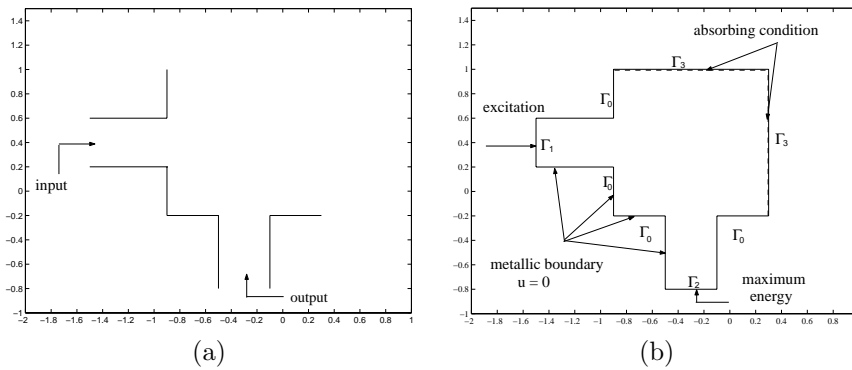 1.4
1.2
1
0.8
0.6
0.4
0.2
0
−0.2
−0.4
−0.6
−0.8
−1
−2 −1.8 −1.6 −1.4 −1.2 −1 −0.8 −0.6 −0.4 −0.2 0 0.2 0.4 0.6 0.8 1
input
output
(a)
1.4
1.2
1
0.8
0.6
0.4
0.2
0
−0.2
−0.4
−0.6
−0.8
−1
−2 −1.8 −1.6 −1.4 −1.2 −1 −0.8 −0.6 −0.4 −0.2 0 0.2 0.4 0.6 0.8
absorbing condition
Γ3
Γ0
excitation
Γ1
Γ3
Γ0
Γ0
Γ0
metallic boundary
u = 0
Γ2
maximum
energy
(b)